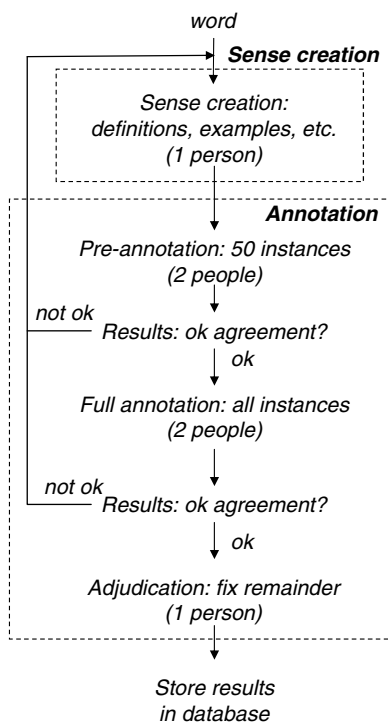 word
Sense creation
Sense creation:
definitions, examples, etc.
(1 person)
Annotation
Pre-annotation: 50 instances
(2 people)
not ok
Results: ok agreement?
ok
Full annotation: all instances
(2 people)
not ok
Results: ok agreement?
ok
Adjudication: fix remainder
(1 person)
Store results
in database